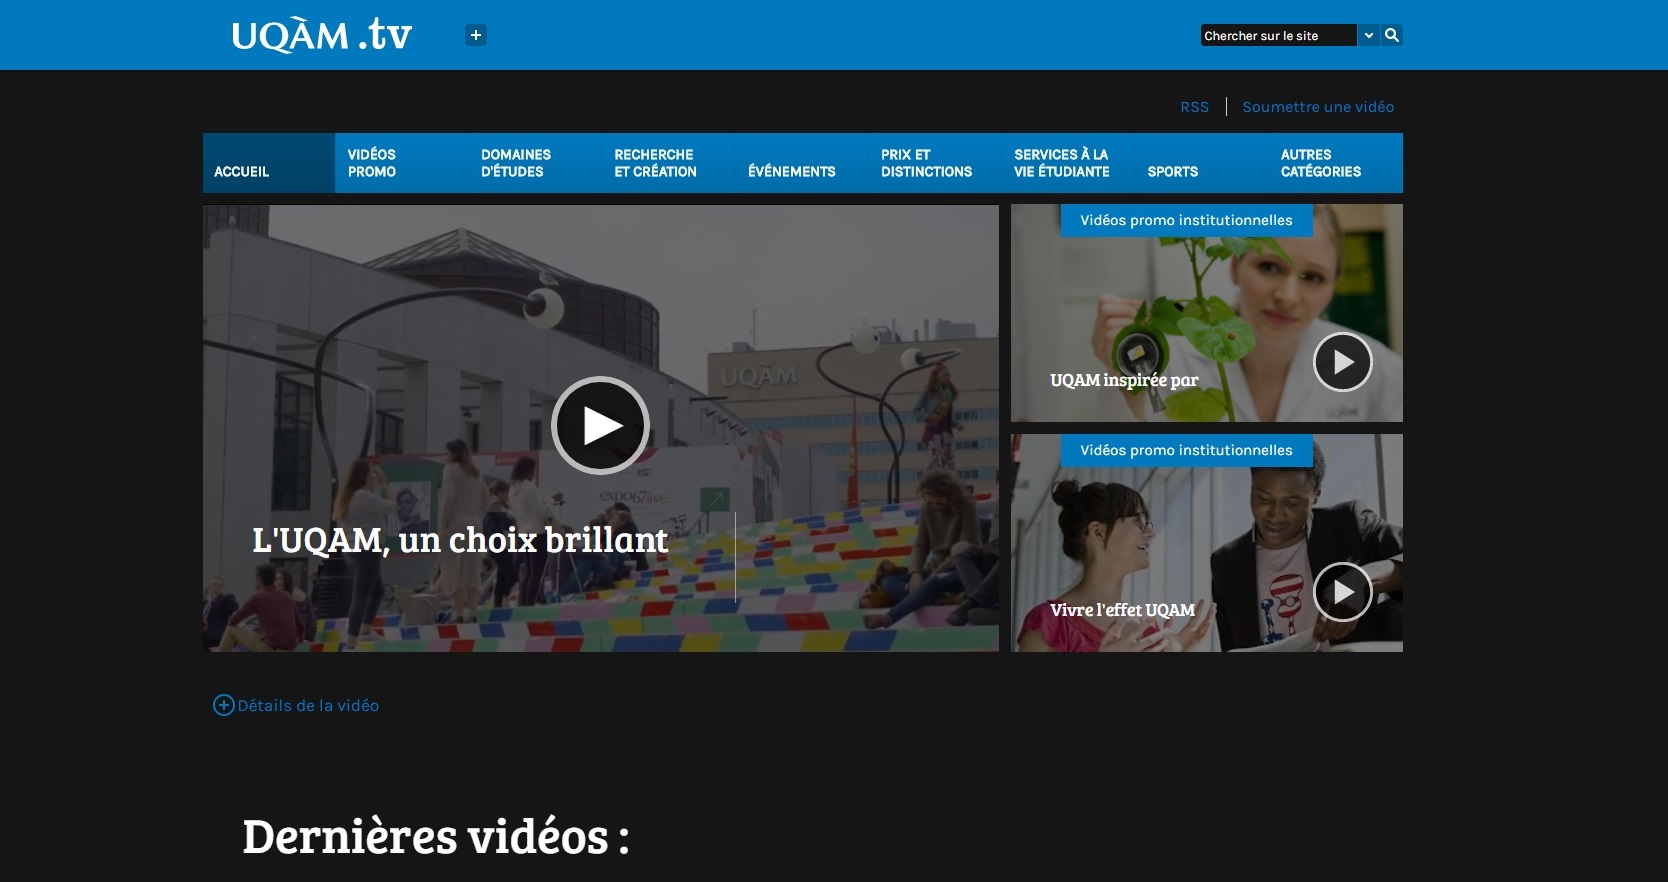 UQÀM .tv
+
Chercher sur le site
RSS
Soumettre une vidéo
ACCUEIL
VIDÉOS
PROMO
DOMAINES
D'ÉTUDES
RECHERCHE
ET CRÉATION
ÉVÉNEMENTS
PRIX ET
DISTINCTIONS
SERVICES À LA
VIE ÉTUDIANTE
SPORTS
AUTRES
CATÉGORIES
UQÀM
expo67live
L'UQAM, un choix brillant
Vidéos promo institutionnelles
UQAM inspirée par
Vidéos promo institutionnelles
Vivre l'effet UQAM
Détails de la vidéo
Dernières vidéos :